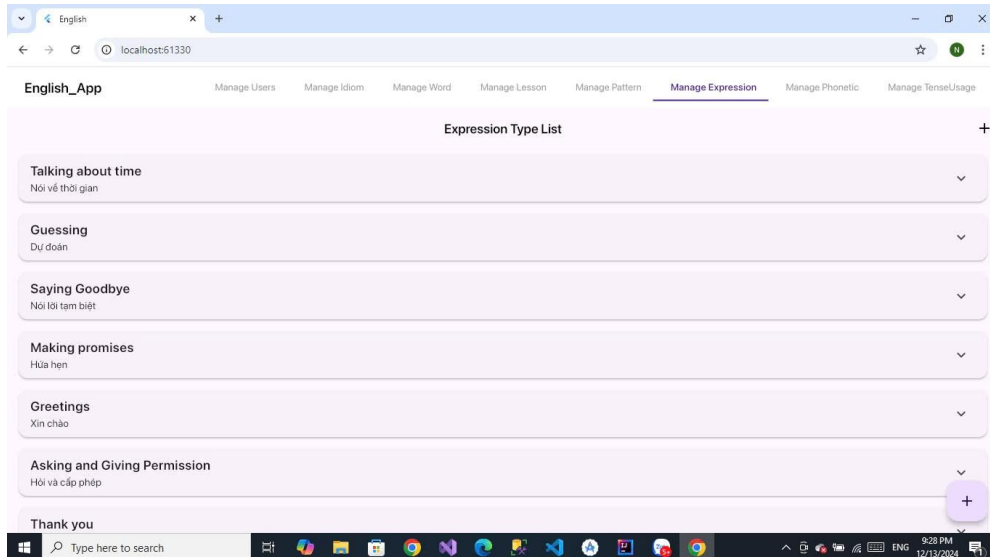 English
localhost:61330
N
English_App
Manage Users Manage Idiom Manage Word Manage Lesson Manage Pattern Manage Expression Manage Phonetic Manage TenseUsage
Expression Type List
Talking about time
Nói về thời gian
Guessing
Dự đoán
Saying Goodbye
Nói lời tạm biệt
Making promises
Hứa hẹn
Greetings
Xin chào
Asking and Giving Permission
Hỏi và cấp phép
Thank you
Type here to search
ENG
9:28 PM
12/13/2024